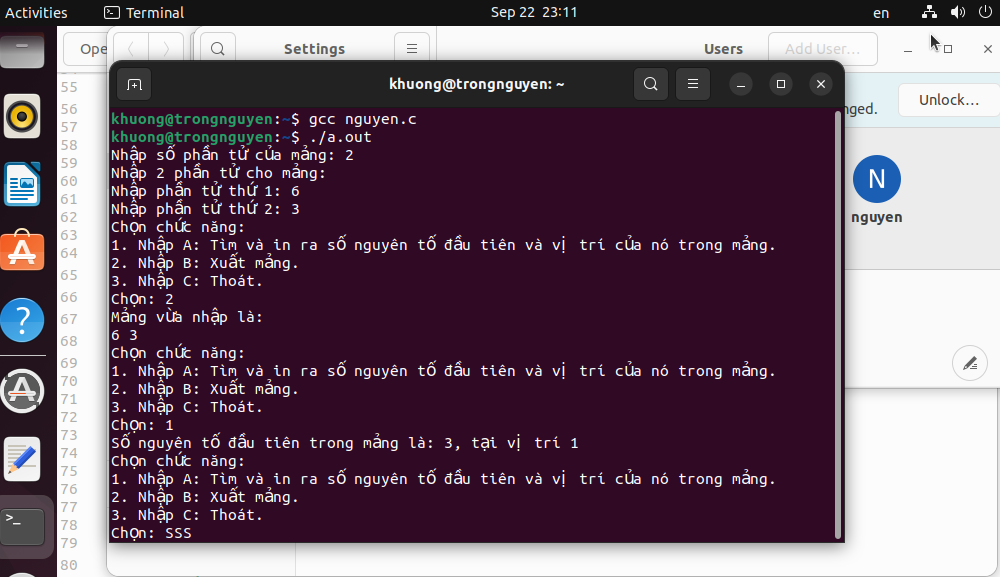 Activities
Terminal
Sep 22 23:11
en
Ope
Settings
Users
Add User...
khuong@trongnguyen: ~
nged.
Unlock...
N
nguyen
55
56
57
58
59
60
61
62
63
64
65
66
67
68
69
70
71
72
73
74
75
76
77
78
79
80
khuong@trongnguyen:~$ gcc nguyen.c
khuong@trongnguyen:~$ ./a.out
Nhập số phần tử của mảng: 2
Nhập 2 phần tử cho mảng:
Nhập phần tử thứ 1: 6
Nhập phần tử thứ 2: 3
Chọn chức năng:
1. Nhập A: Tìm và in ra số nguyên tố đầu tiên và vị trí của nó trong mảng.
2. Nhập B: Xuất mảng.
3. Nhập C: Thoát.
Chọn: 2
Mảng vừa nhập là:
6 3
Chọn chức năng:
1. Nhập A: Tìm và in ra số nguyên tố đầu tiên và vị trí của nó trong mảng.
2. Nhập B: Xuất mảng.
3. Nhập C: Thoát.
Chọn: 1
Số nguyên tố đầu tiên trong mảng là: 3, tại vị trí 1
Chọn chức năng:
1. Nhập A: Tìm và in ra số nguyên tố đầu tiên và vị trí của nó trong mảng.
2. Nhập B: Xuất mảng.
3. Nhập C: Thoát.
Chọn: SSS